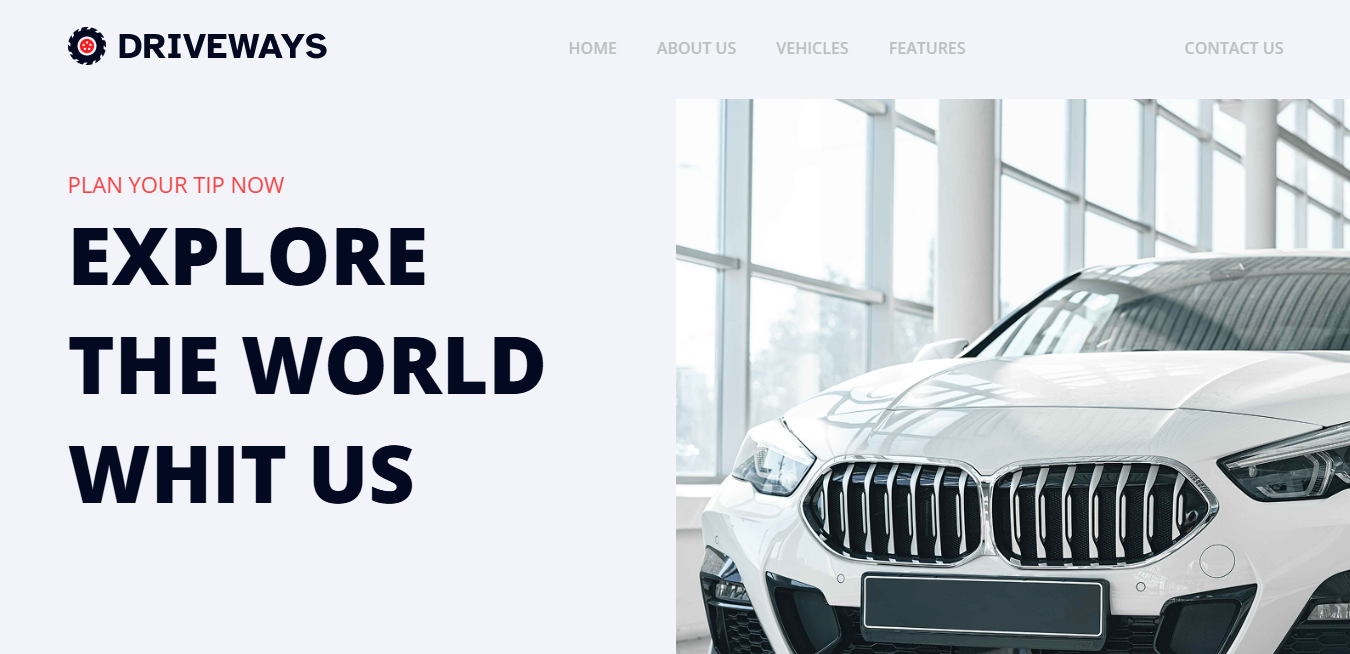 DRIVEWAYS
HOME ABOUT US VEHICLES FEATURES CONTACT US
PLAN YOUR TIP NOW
EXPLORE
THE WORLD
WHIT US